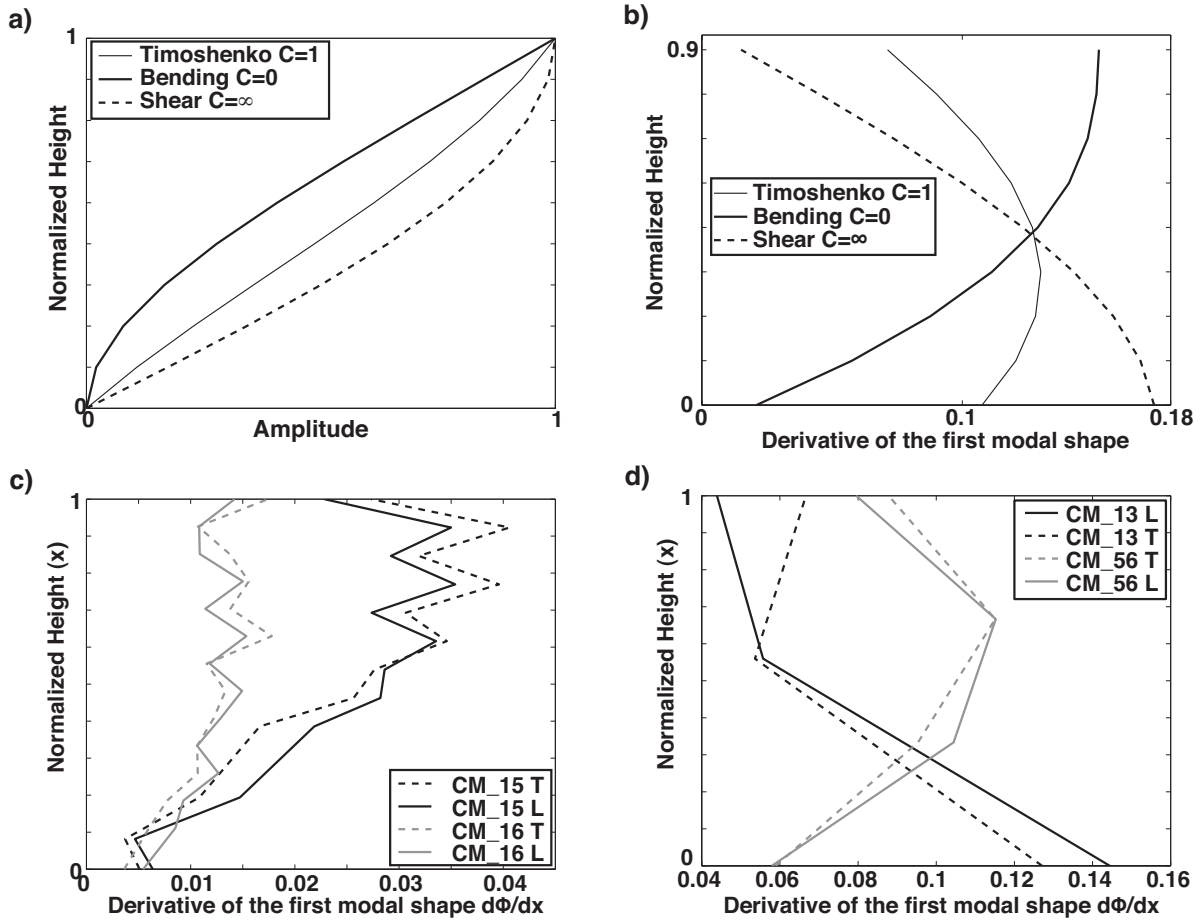 a)
1
Timoshenko C=1
Bending C=0
Shear C=∞
Normalized Height
0
0
1
Amplitude
b)
0.9
Timoshenko C=1
Bending C=0
Shear C=∞
Normalized Height
0
0
0.1
0.18
Derivative of the first modal shape
c)
1
Normalized Height (x)
CM_15 T
CM_15 L
CM_16 T
CM_16 L
0
0
0.01
0.02
0.03
0.04
Derivative of the first modal shape dΦ/dx
d)
1
CM_13 L
CM_13 T
CM_56 T
CM_56 L
Normalized Height (x)
0
0.04
0.06
0.08
0.1
0.12
0.14
0.16
Derivative of the first modal shape dΦ/dx